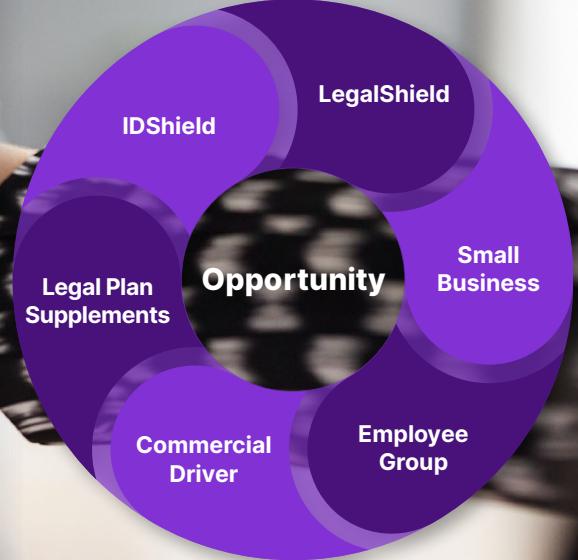 LegalShield
IDShield
Small
Business
Opportunity
Legal Plan
Supplements
Employee
Group
Commercial
Driver